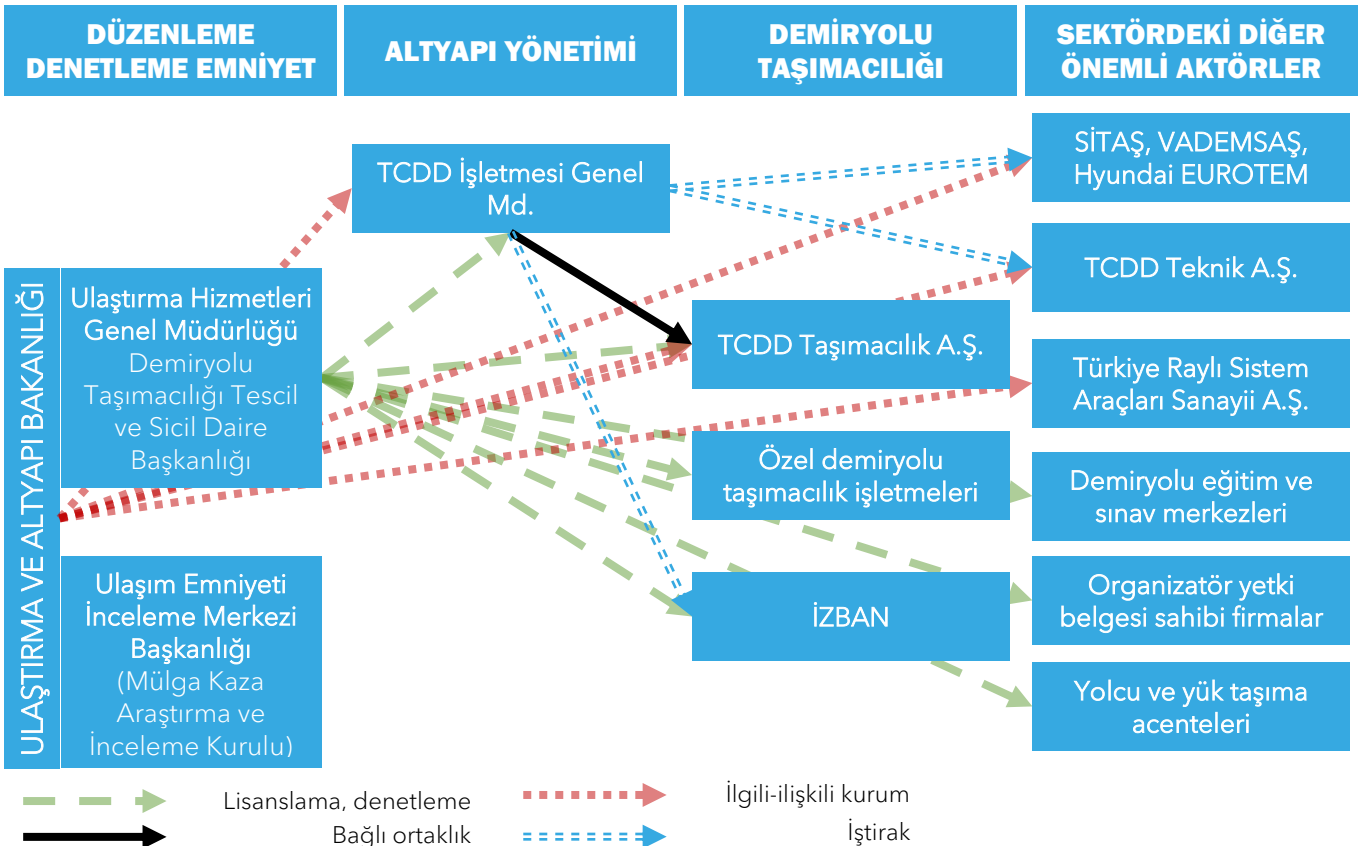 DÜZENLEME
DENETLEME EMNİYET
ALTYAPI YÖNETİMİ
DEMİRYOLU
TAŞIMACILIĞI
SEKTÖRDEKİ DİĞER
ÖNEMLİ AKTÖRLER
ULAŞTIRMA VE ALTYAPI BAKANLIĞI
Ulaştırma Hizmetleri
Genel Müdürlüğü
Demiryolu
Taşımacılığı Tescil
ve Sicil Daire
Başkanlığı
Ulaşım Emniyeti
İnceleme Merkezi
Başkanlığı
(Mülga Kaza
Araştırma ve
İnceleme Kurulu)
TCDD İşletmesi Genel
Md.
TCDD Taşımacılık A.Ş.
Özel demiryolu
taşımacılık işletmeleri
İZBAN
SİTAŞ, VADEMSAŞ,
Hyundai EUROTEM
TCDD Teknik A.Ş.
Türkiye Raylı Sistem
Araçları Sanayii A.Ş.
Demiryolu eğitim ve
sınav merkezleri
Organizatör yetki
belgesi sahibi firmalar
Yolcu ve yük taşıma
acenteleri
Lisanslama, denetleme
İlgili-ilişkili kurum
Bağlı ortaklık
İştirak